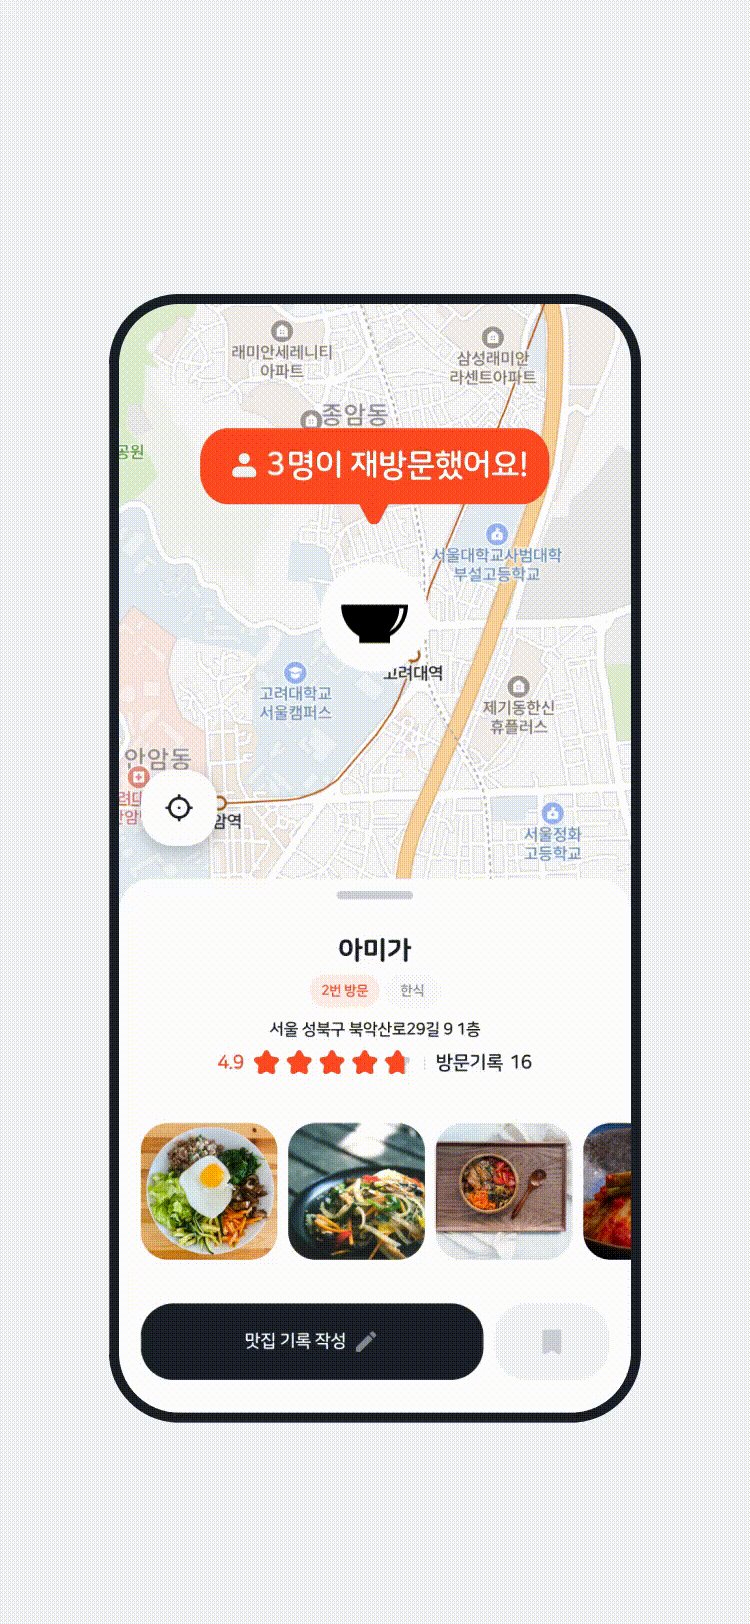 래미안세레니티
아파트
삼성래미안
라센트아파트
종암동
공원
3명이 재방문했어요!
서울대학교사범대학
부설고등학교
고려대역
고려대학교
서울캠퍼스
제기동한신
휴플러스
안암동
암역
서울정화
고등학교
아미가
2번 방문
한식
서울 성북구 북악산로29길 9 1층
4.9
방문기록 16
맛집 기록 작성